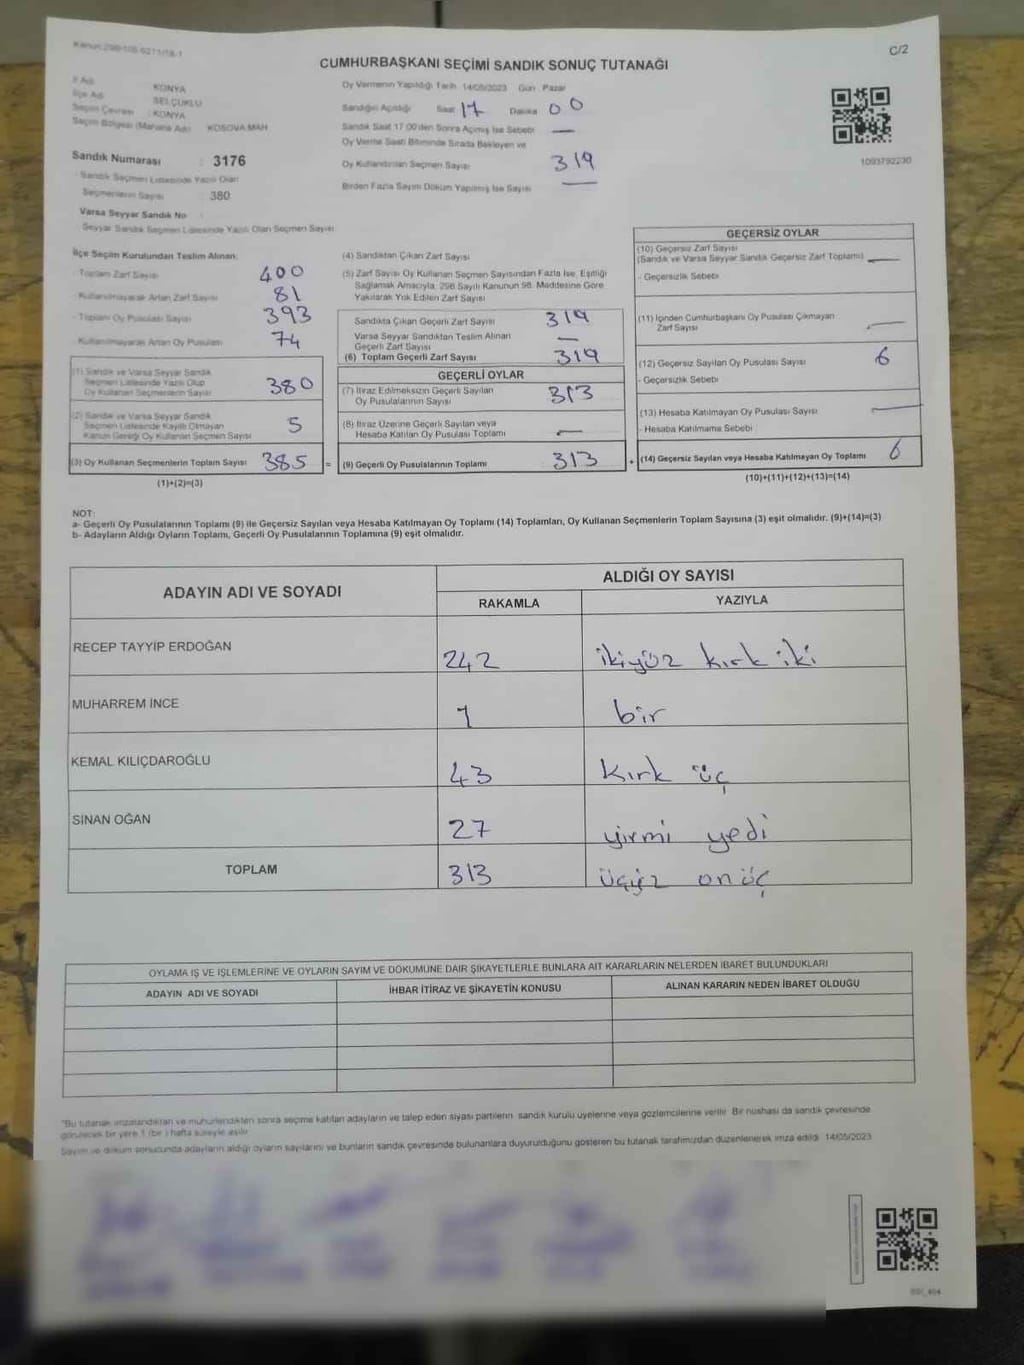 C/2
CUMHURBAŞKANI SEÇİMİ SANDIK SONUÇ TUTANAĞI
İl Adı KONYA
İlçe Adı SELÇUKLU
Seçim Çevresi : KONYA
Seçim Bölgesi (Mahalle Adı) KOSOVA MAH
Sandık Numarası : 3176
Sandık Seçmen Listesinde Yazılı Olan
Seçmenlerin Sayısı : 380
Varsa Seyyar Sandık No
Seyyar Sandık Seçmen Listesinde Yazılı Olan Seçmen Sayısı
Oy Vermenin Yapıldığı Tarih 14/05/2023 Gün Pazar
Sandığın Açıldığı Saat 17 Dakika 00
Sandık Saat 17.00'den Sonra Açılmış İse Sebebi —
Oy Verme Saati Bitiminde Sırada Bekleyen ve
Oy Kullandırılan Seçmen Sayısı 319
Birden Fazla Sayım Döküm Yapılmış İse Sayısı —
1093792230
İlçe Seçim Kurulundan Teslim Alınan:
- Toplam Zarf Sayısı 400
- Kullanılmayarak Artan Zarf Sayısı 81
- Toplam Oy Pusulası Sayısı 393
- Kullanılmayarak Artan Oy Pusulası 74
(1) Sandık ve Varsa Seyyar Sandık
Seçmen Listesinde Yazılı Olup
Oy Kullanan Seçmenlerin Sayısı 380
(2) Sandık ve Varsa Seyyar Sandık
Seçmen Listesinde Kayıtlı Olmayan
Kanun Gereği Oy Kullanan Seçmen Sayısı 5
(3) Oy Kullanan Seçmenlerin Toplam Sayısı 385 =
(1)+(2)=(3)
(4) Sandıktan Çıkan Zarf Sayısı
(5) Zarf Sayısı Oy Kullanan Seçmen Sayısından Fazla İse, Eşitliği
Sağlamak Amacıyla, 298 Sayılı Kanunun 98. Maddesine Göre
Yakılarak Yok Edilen Zarf Sayısı
Sandıkta Çıkan Geçerli Zarf Sayısı 319
Varsa Seyyar Sandıktan Teslim Alınan
Geçerli Zarf Sayısı —
(6) Toplam Geçerli Zarf Sayısı 319
GEÇERLİ OYLAR
(7) İtiraz Edilmeksizin Geçerli Sayılan
Oy Pusulalarının Sayısı 313
(8) İtiraz Üzerine Geçerli Sayılan veya
Hesaba Katılan Oy Pusulası Toplamı —
(9) Geçerli Oy Pusulalarının Toplamı 313 +
GEÇERSİZ OYLAR
(10) Geçersiz Zarf Sayısı
(Sandık ve Varsa Seyyar Sandık Geçersiz Zarf Toplamı) —
- Geçersizlik Sebebi
(11) İçinden Cumhurbaşkanı Oy Pusulası Çıkmayan
Zarf Sayısı —
(12) Geçersiz Sayılan Oy Pusulası Sayısı 6
- Geçersizlik Sebebi
(13) Hesaba Katılmayan Oy Pusulası Sayısı —
- Hesaba Katılmama Sebebi
(14) Geçersiz Sayılan veya Hesaba Katılmayan Oy Toplamı 6
(10)+(11)+(12)+(13)=(14)
NOT:
a- Geçerli Oy Pusulalarının Toplamı (9) ile Geçersiz Sayılan veya Hesaba Katılmayan Oy Toplamı (14) Toplamları, Oy Kullanan Seçmenlerin Toplam Sayısına (3) eşit olmalıdır. (9)+(14)=(3)
b- Adayların Aldığı Oyların Toplamı, Geçerli Oy Pusulalarının Toplamına (9) eşit olmalıdır.
ADAYIN ADI VE SOYADI
ALDIĞI OY SAYISI
RAKAMLA YAZIYLA
RECEP TAYYİP ERDOĞAN 242 ikiyüz kırk iki
MUHARREM İNCE 1 bir
KEMAL KILIÇDAROĞLU 43 Kırk üç
SİNAN OĞAN 27 yirmi yedi
TOPLAM 313 üçyüz onüç
OYLAMA İŞ VE İŞLEMLERİNE VE OYLARIN SAYIM VE DÖKÜMÜNE DAİR ŞİKAYETLERLE BUNLARA AİT KARARLARIN NELERDEN İBARET BULUNDUKLARI
ADAYIN ADI VE SOYADI İHBAR İTİRAZ VE ŞİKAYETİN KONUSU ALINAN KARARIN NEDEN İBARET OLDUĞU
*Bu tutanak imzalandıktan ve mühürlendikten sonra seçime katılan adayların ve talep eden siyasi partilerin sandık kurulu üyelerine veya gözlemcilerine verilir. Bir nüshası da sandık çevresinde
görülecek bir yere 1 (bir) hafta süreyle asılır.
Sayım ve döküm sonucunda adayların aldığı oyların sayılarını ve bunların sandık çevresinde bulunanlara duyurulduğunu gösteren bu tutanak tarafımızdan düzenlenerek imza edildi. 14/05/2023